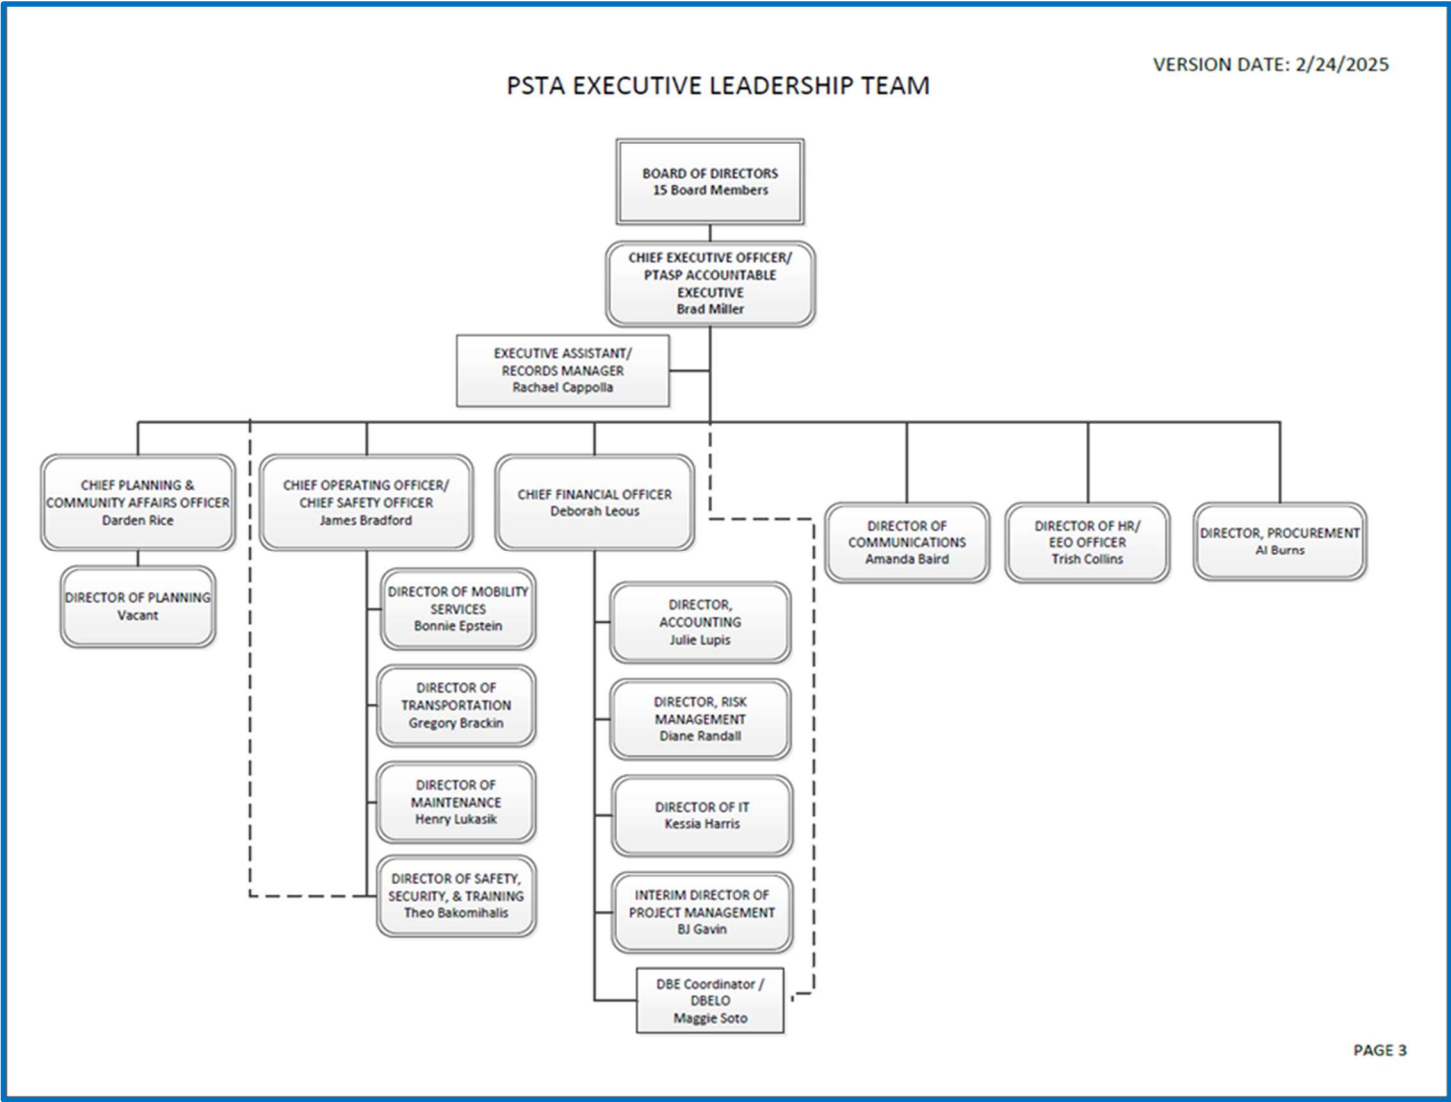 VERSION DATE: 2/24/2025
PSTA EXECUTIVE LEADERSHIP TEAM
BOARD OF DIRECTORS
15 Board Members
CHIEF EXECUTIVE OFFICER/
PTASP ACCOUNTABLE
EXECUTIVE
Brad Miller
EXECUTIVE ASSISTANT/
RECORDS MANAGER
Rachael Cappolla
CHIEF PLANNING &
COMMUNITY AFFAIRS OFFICER
Darden Rice
CHIEF OPERATING OFFICER/
CHIEF SAFETY OFFICER
James Bradford
CHIEF FINANCIAL OFFICER
Deborah Leous
DIRECTOR OF
COMMUNICATIONS
Amanda Baird
DIRECTOR OF HR/
EEO OFFICER
Trish Collins
DIRECTOR, PROCUREMENT
Al Burns
DIRECTOR OF PLANNING
Vacant
DIRECTOR OF MOBILITY
SERVICES
Bonnie Epstein
DIRECTOR OF
TRANSPORTATION
Gregory Brackin
DIRECTOR OF
MAINTENANCE
Henry Lukasik
DIRECTOR OF SAFETY,
SECURITY, & TRAINING
Theo Bakomihalis
DIRECTOR,
ACCOUNTING
Julie Lupis
DIRECTOR, RISK
MANAGEMENT
Diane Randall
DIRECTOR OF IT
Kessia Harris
INTERIM DIRECTOR OF
PROJECT MANAGEMENT
BJ Gavin
DBE Coordinator /
DBELO
Maggie Soto
PAGE 3